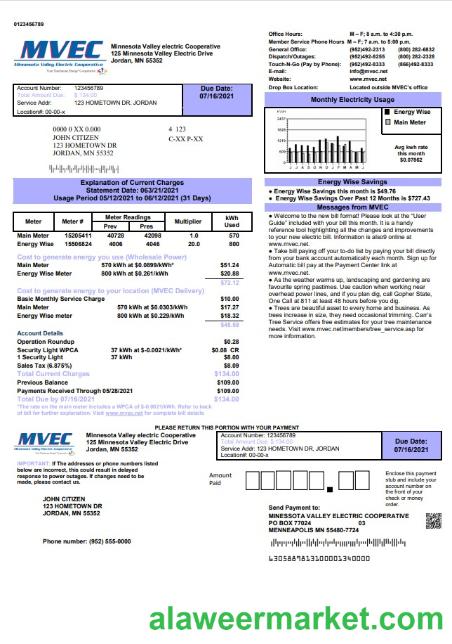 0123456789
MVEC
Minnesota Valley Electric Cooperative
Your Touchstone Energy Cooperative
Minnesota Valley electric Cooperative
125 Minnesota Valley Electric Drive
Jordan, MN 55352
Office Hours: M – F; 8 a.m. to 4:30 p.m.
Member Service Phone Hours M – F; 7 a.m. to 5:00 p.m.
General Office: (952)492-2313 (800) 282-6832
Dispatch/Outages: (952)492-8255 (800) 282-2328
Touch-N-Go (Pay by Phone): (952)492-8333 (866)492-8333
E-mail: info@mvec.net
Website: www.mvec.net
Drop Box Location: Located outside MVEC's office
Account Number: 123456789
Total Amount Due: $ 134.00
Service Addr: 123 HOMETOWN DR. JORDAN
Location#: 00-00-x
Due Date:
07/16/2021
0000 0 XX 0.000 4 123
JOHN CITIZEN C-XX P-XX
123 HOMETOWN DR
JORDAN, MN 55352
Monthly Electricity Usage
Energy Wise
Main Meter
J J A S O N D J F M A M J
Avg kwh rate
this month
$0.07862
Explanation of Current Charges
Statement Date: 063/21/2021
Usage Period 05/12/2021 to 06/12/2021 (31 Days)
Meter Meter # Meter Readings Multiplier kWh
Prev Pres Used
Main Meter 15205411 40728 42098 1.0 570
Energy Wise 15506824 4006 4046 20.0 800
Cost to generate energy you use (Wholesale Power)
Main Meter 570 kWh at $0.0899/kWh* $51.24
Energy Wise Meter 800 kWh at $0.261/kWh $20.88
$72.12
Cost to generate energy to your location (MVEC Delivery)
Basic Monthly Service Charge $10.00
Main Meter 570 kWh at $0.0303/kWh $17.27
Energy Wise meter 800 kWh at $0.229/kWh $18.32
Account Details
Operation Roundup $0.28
Security Light WPCA 37 kWh at $-0.0021/kWh* $0.08 CR
1 Security Light 37 kWh $8.00
Sales Tax (6.875%) $8.09
Total Current Charges $134.00
Previous Balance $109.00
Payments Received Through 05/28/2021 $109.00
Total Due by 07/16/2021 $134.00
*The rate on the main meter includes a WPCA of $-0.0021/kWh. Refer to back
of bill for further explanation. Visit www.mvec.net for complete bill details.
Energy Wise Savings
● Energy Wise Savings this month is $49.76
● Energy Wise Savings Over Past 12 Months is $727.43
Messages from MVEC
● Welcome to the new bill format! Please look at the "User
Guide" included with your bill this month. It is a handy
reference tool highlighting all the changes and improvements
to your new electric bill. Information is also online at
www.mvec.net.
● Take bill paying off your to-do list by paying your bill directly
from your bank account automatically each month. Sign up for
Automatic bill pay at the Payment Center link at
www.mvec.net.
● As the weather warms up, landscaping and gardening are
favourite spring pastimes. Use caution when working near
overhead power lines, and if you plan dig, call Gopher State,
One Call at 811 at least 48 hours before you dig.
● Trees are beautiful asset to every home and business. As
trees increase in size, they need occasional trimming. Carr's
Tree Service offers free estimates for your tree maintenance
needs. Visit www.mvec.net/members/tree_service.asp for
more information.
PLEASE RETURN THIS PORTION WITH YOUR PAYMENT
MVEC
Minnesota Valley Electric Cooperative
Minnesota Valley electric Cooperative
125 Minnesota Valley Electric Drive
Jordan, MN 55352
Account Number: 123456789
Total Amount Due: $ 134.00
Service Addr: 123 HOMETOWN DR. JORDAN
Location#: 00-00-x
Due Date:
07/16/2021
IMPORTANT: If The addresses or phone numbers listed
below are incorrect, this could result in delayed
response to power outages. If changes need to be
made, please contact us.
Amount
Paid
Enclose this payment
stub and include your
account number on
the front of your
check or money
order.
JOHN CITIZEN
123 HOMETOWN DR
JORDAN, MN 55352
Phone number: (952) 555-0000
Send Payment to:
MINESSOTA VALLEY ELECTRIC COOPERATIVE
PO BOX 77024 03
MENNEAPOLIS MN 55480-7724
alaweermarket.com